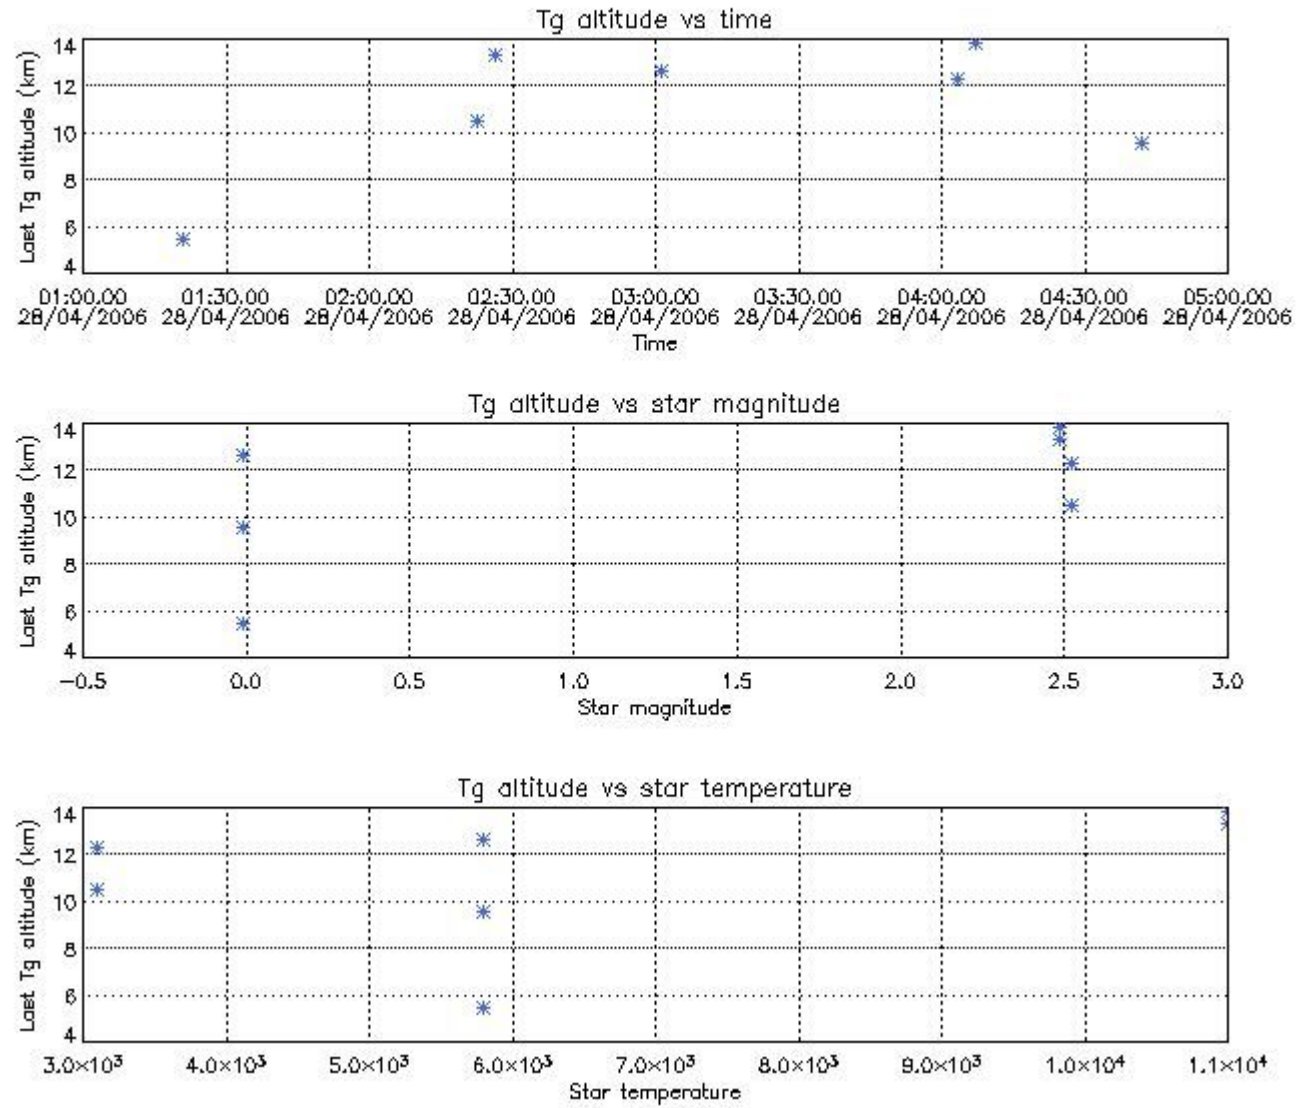 Tg altitude vs time
Last Tg altitude (km)
14
12
10
8
6
4
01:00.00 01:30.00 02:00.00 02:30.00 03:00.00 03:30.00 04:00.00 04:30.00 05:00.00
28/04/2006 28/04/2006 28/04/2006 28/04/2006 28/04/2006 28/04/2006 28/04/2006 28/04/2006 28/04/2006
Time
Tg altitude vs star magnitude
Last Tg altitude (km)
14
12
10
8
6
4
−0.5 0.0 0.5 1.0 1.5 2.0 2.5 3.0
Star magnitude
Tg altitude vs star temperature
Last Tg altitude (km)
14
12
10
8
6
4
3.0×10³ 4.0×10³ 5.0×10³ 6.0×10³ 7.0×10³ 8.0×10³ 9.0×10³ 1.0×10⁴ 1.1×10⁴
Star temperature